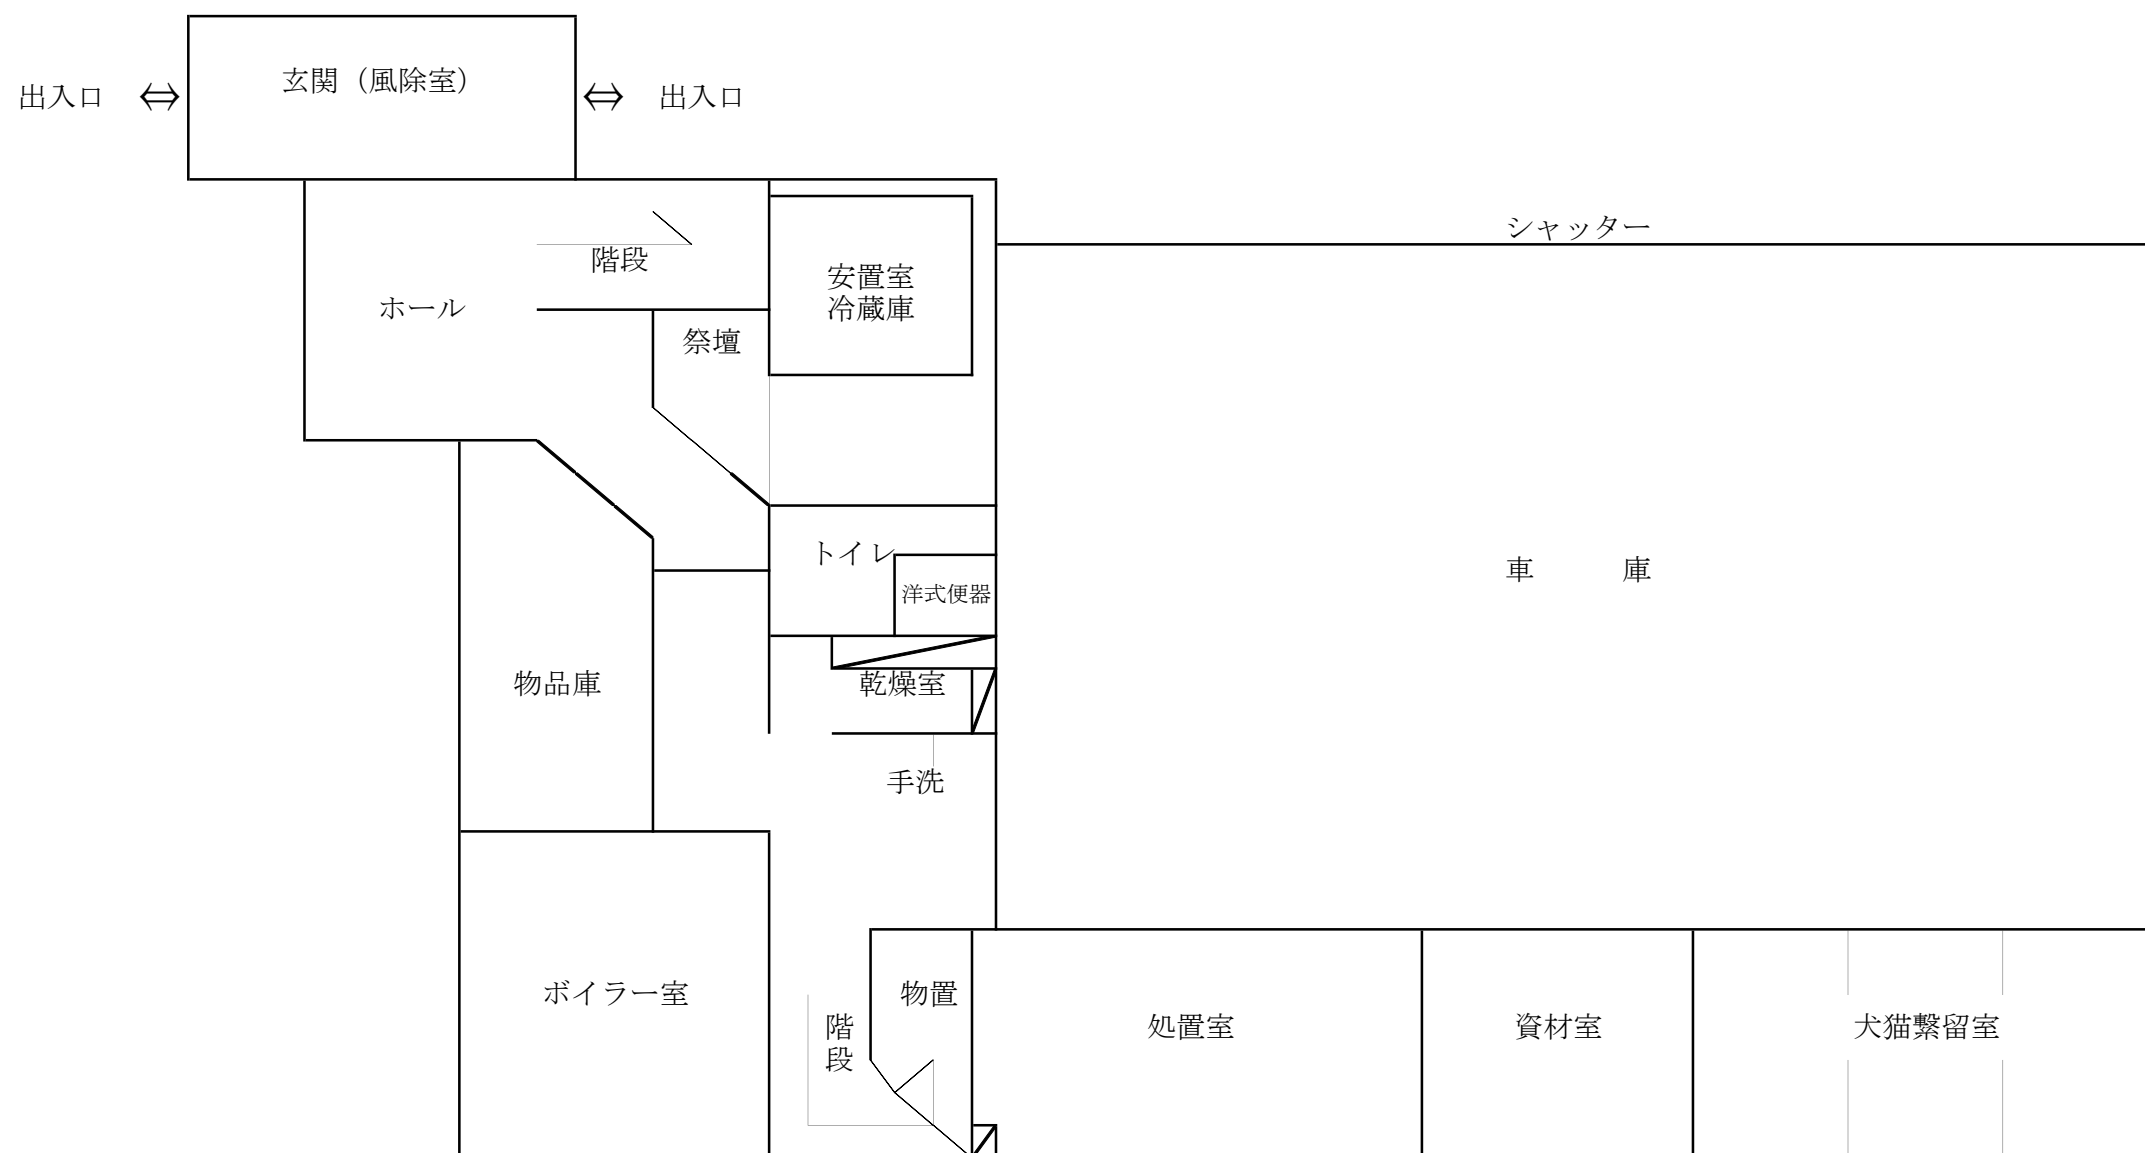 玄関（風除室）
出入口 ⇔
⇔ 出入口
シャッター
階段
安置室
冷蔵庫
ホール
祭壇
トイレ
洋式便器
車 庫
物品庫
乾燥室
手洗
ボイラー室
物置
階
段
処置室
資材室
犬猫繋留室